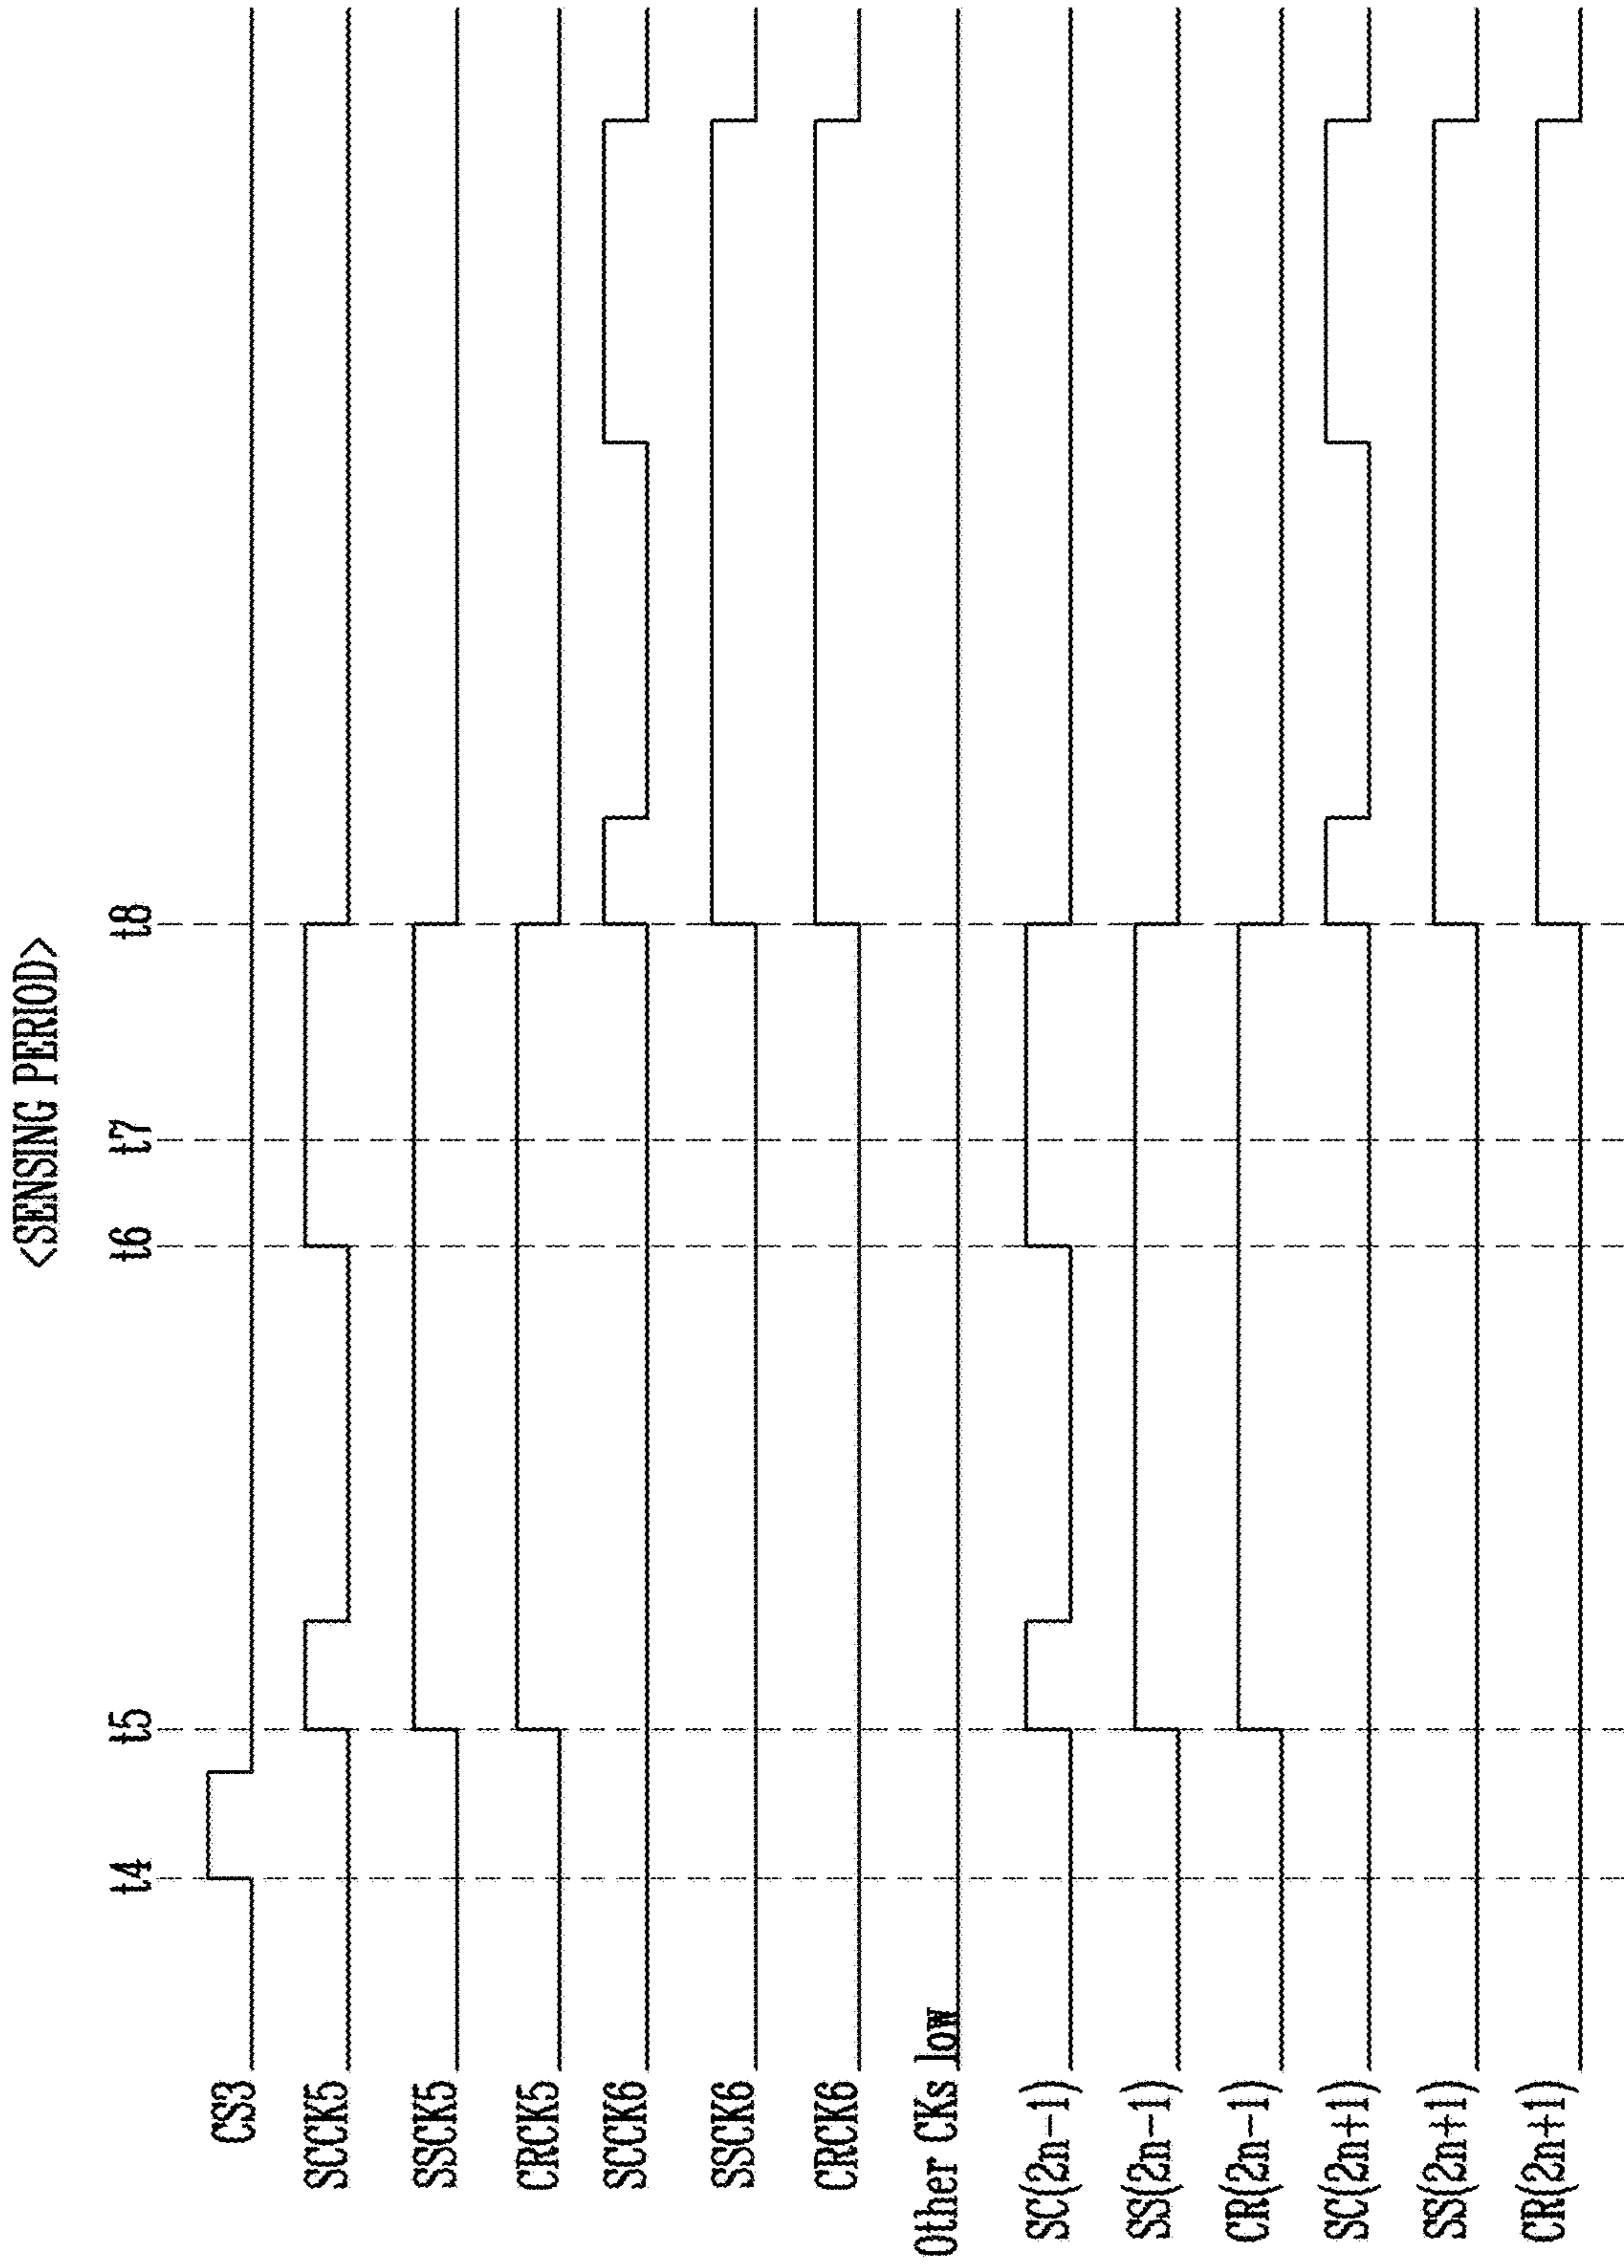 <SENSING PERIOD>
t4 t5 t6 t7 t8
CS3
SCCK5
SSCK5
CRCK5
SCCK6
SSCK6
CRCK6
Other CKs low
SC(2n-1)
SS(2n-1)
CR(2n-1)
SC(2n+1)
SS(2n+1)
CR(2n+1)